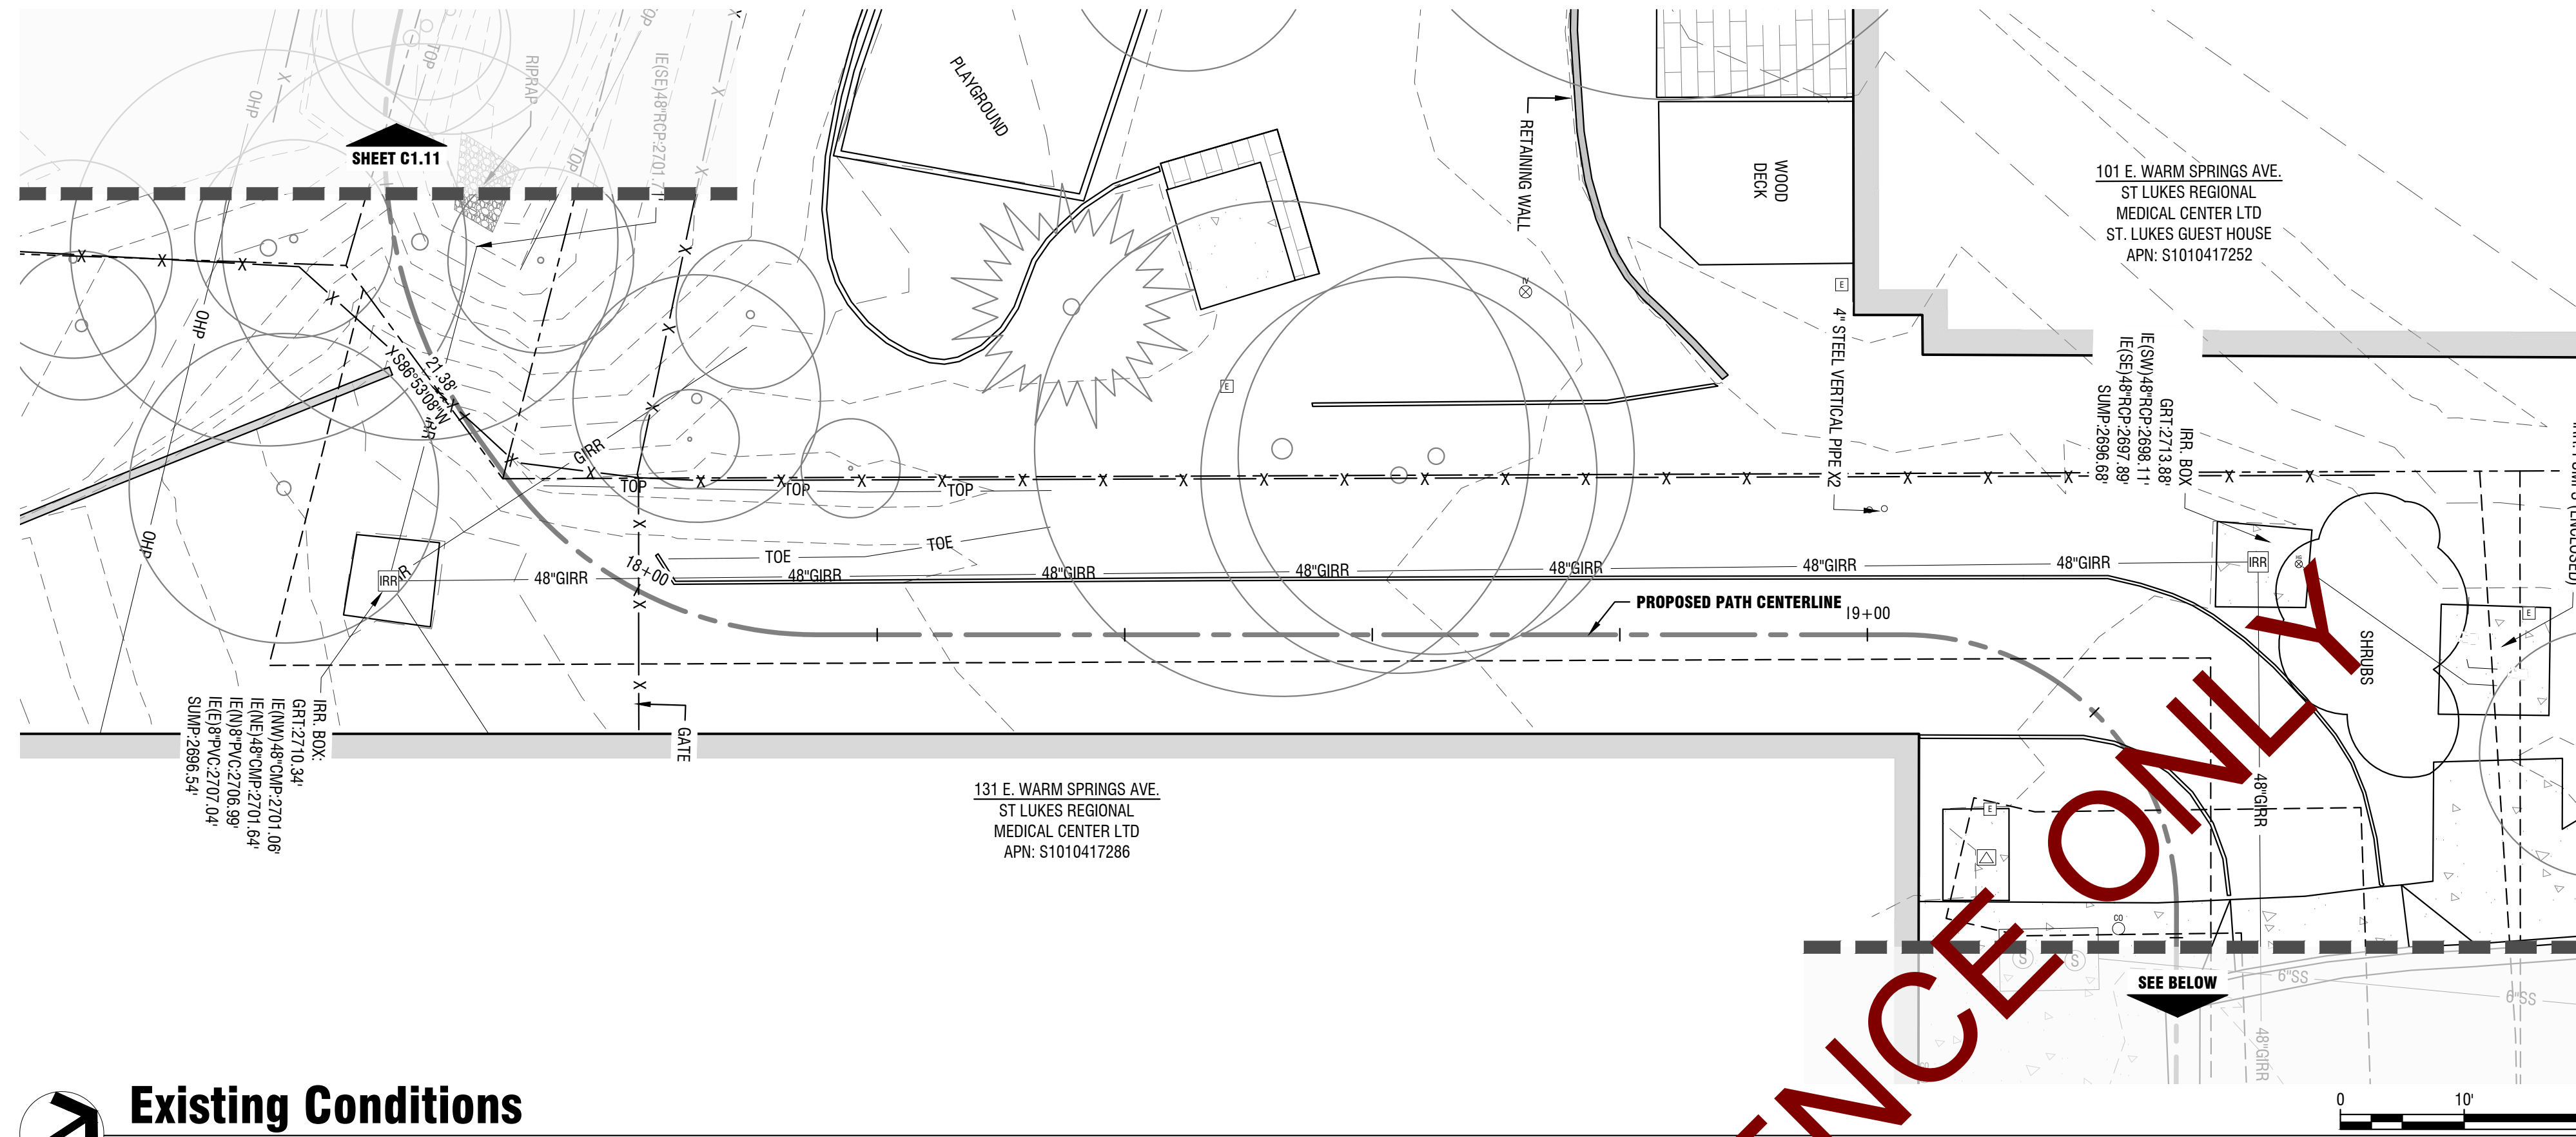 TOP
TOP
RIPRAP
IE(SE)48"RCP:2701.71'
OHP
OHP
TOP
SHEET C1.11
PLAYGROUND
RETAINING WALL
WOOD
DECK
101 E. WARM SPRINGS AVE.
ST LUKES REGIONAL
MEDICAL CENTER LTD
ST. LUKES GUEST HOUSE
APN: S1010417252
OHP
S86°53'08"W
21.38'
GIRR
E
E
4" STEEL VERTICAL PIPE X2
IRR. BOX
GRT:2713.88'
IE(SW)48"RCP:2698.11'
IE(SE)48"RCP:2697.89'
SUMP:2696.68'
TOP
TOP
TOP
OHP
TOE
TOE
18+00
IRR
48"GIRR
48"GIRR
48"GIRR
48"GIRR
48"GIRR
48"GIRR
48"GIRR
IRR
E
PROPOSED PATH CENTERLINE
19+00
SHRUBS
GATE
IRR. BOX:
GRT:2710.34'
IE(NW)48"CMP:2701.06'
IE(NE)48"CMP:2701.64'
IE(N)8"PVC:2706.99'
IE(E)8"PVC:2707.04'
SUMP:2696.54'
131 E. WARM SPRINGS AVE.
ST LUKES REGIONAL
MEDICAL CENTER LTD
APN: S1010417286
48"GIRR
E
CO
S
S
6"SS
6"SS
SEE BELOW
48"GIRR
ENCE ONLY
Existing Conditions
0
10'